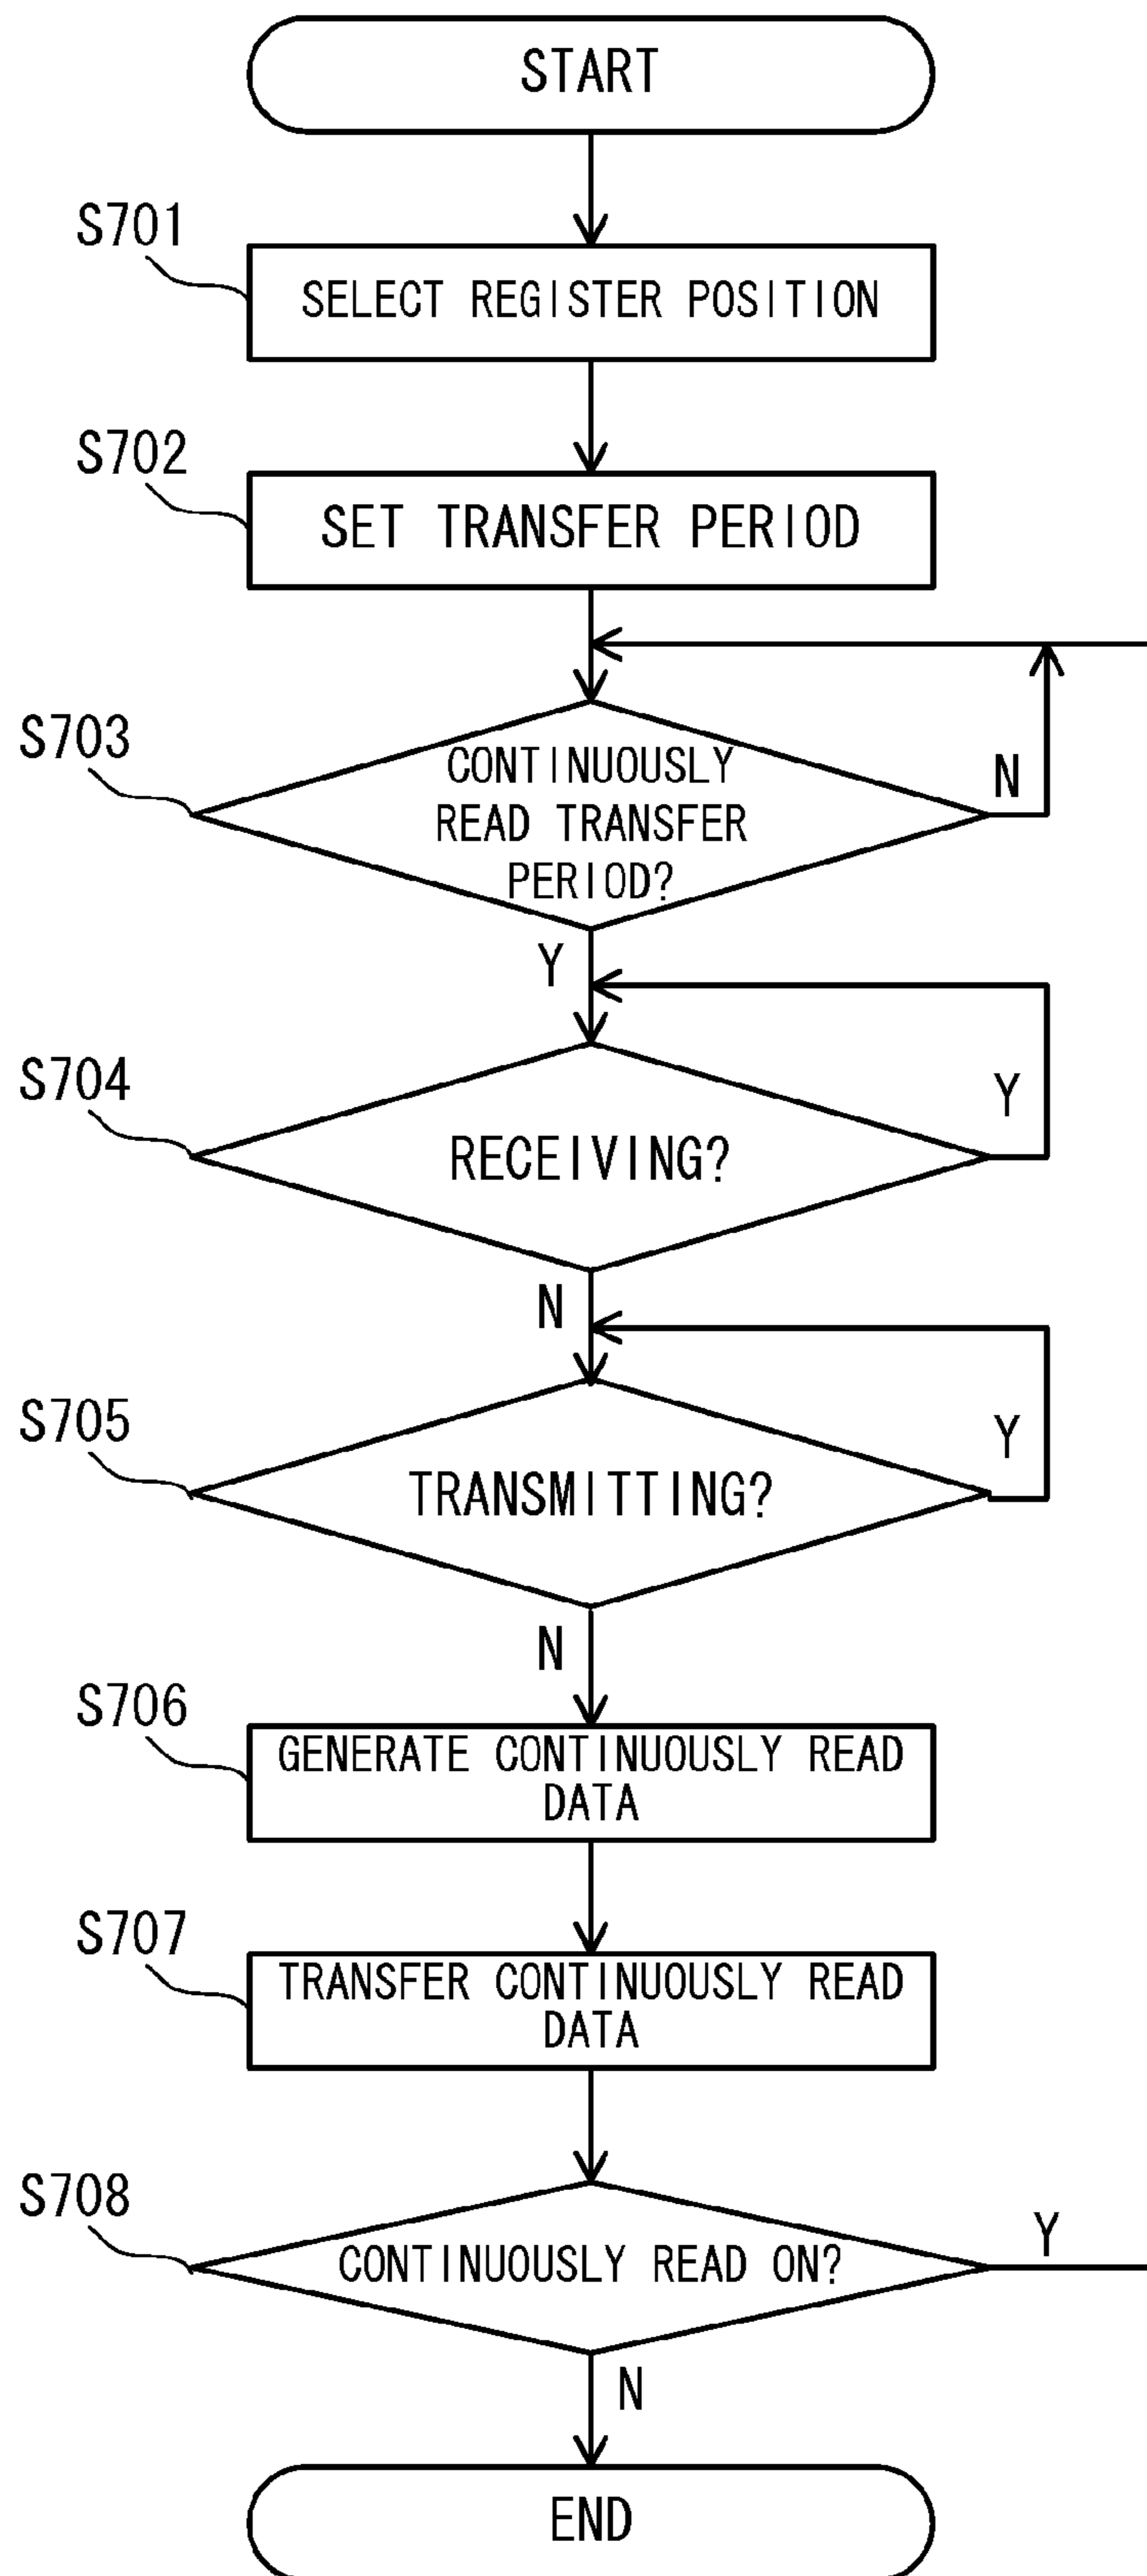 START
S701
SELECT REGISTER POSITION
S702
SET TRANSFER PERIOD
S703
CONTINUOUSLY
READ TRANSFER
PERIOD?
N
Y
S704
RECEIVING?
Y
N
S705
TRANSMITTING?
Y
N
S706
GENERATE CONTINUOUSLY READ
DATA
S707
TRANSFER CONTINUOUSLY READ
DATA
S708
CONTINUOUSLY READ ON?
Y
N
END